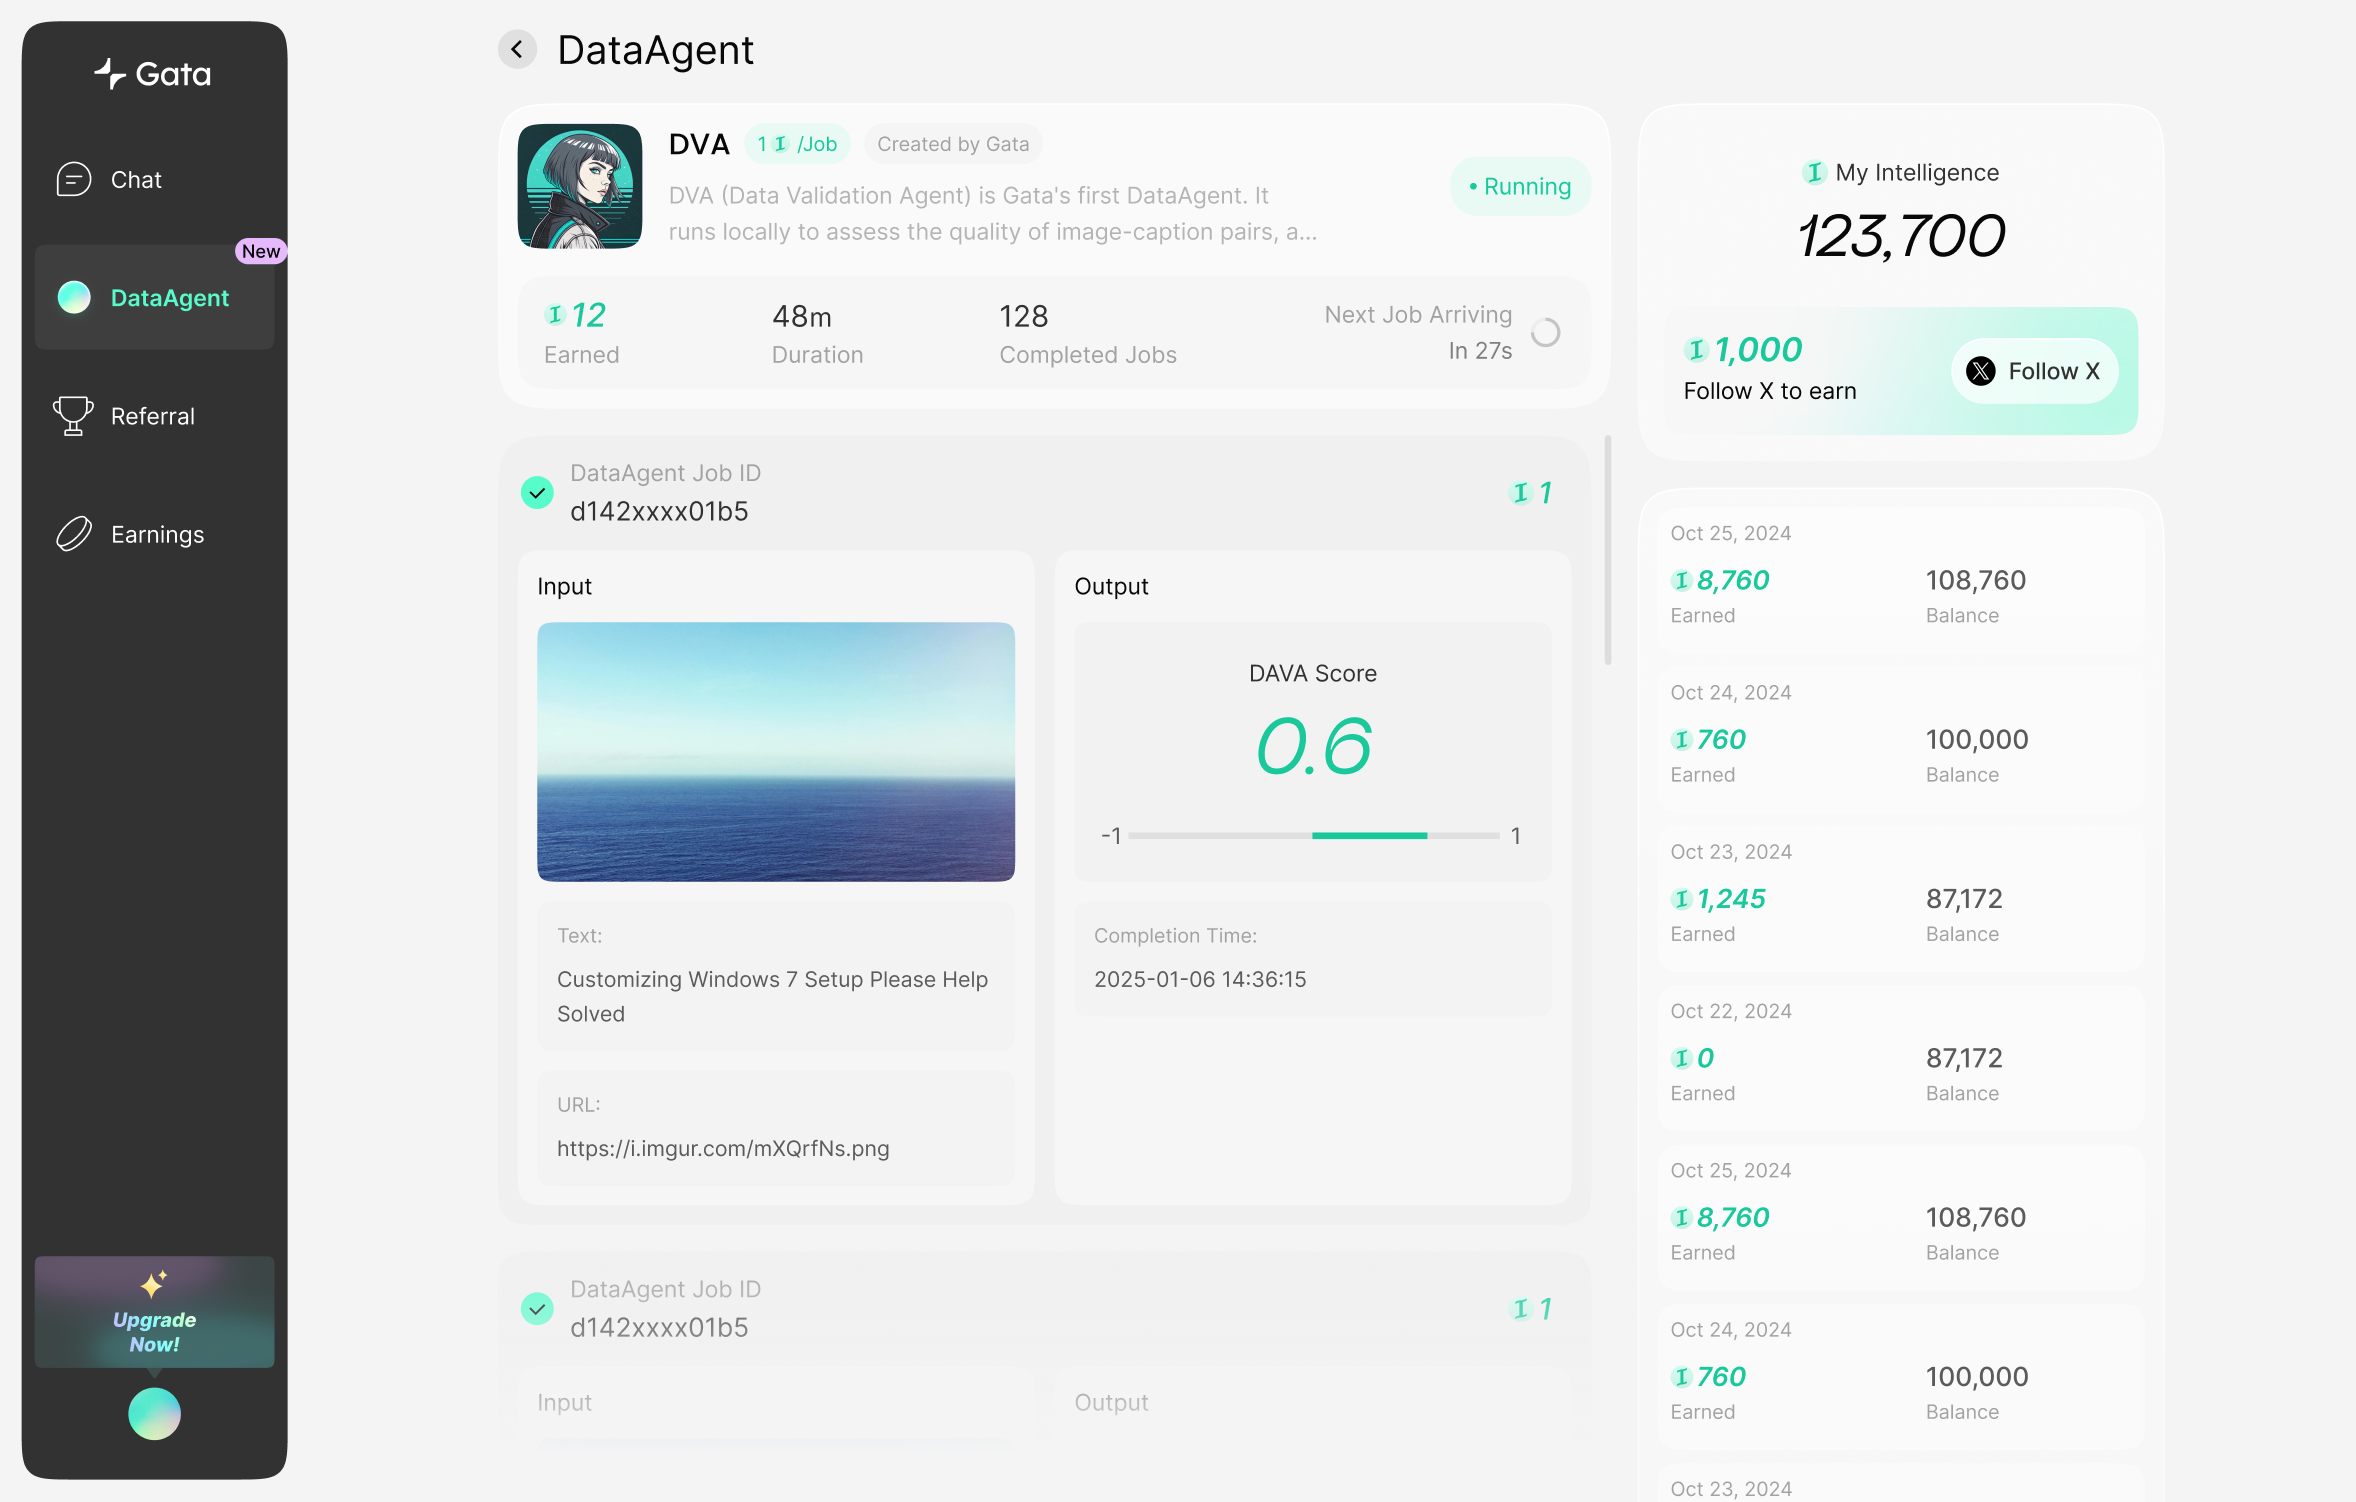 Gata
Chat
New
DataAgent
Referral
Earnings
Upgrade
Now!
DataAgent
DVA
1 /Job
Created by Gata
DVA (Data Validation Agent) is Gata's first DataAgent. It
runs locally to assess the quality of image-caption pairs, a...
• Running
12
Earned
48m
Duration
128
Completed Jobs
Next Job Arriving
In 27s
DataAgent Job ID
d142xxxx01b5
1
Input
Text:
Customizing Windows 7 Setup Please Help
Solved
URL:
https://i.imgur.com/mXQrfNs.png
Output
DAVA Score
0.6
-1
1
Completion Time:
2025-01-06 14:36:15
DataAgent Job ID
d142xxxx01b5
1
Input
Output
My Intelligence
123,700
1,000
Follow X to earn
Follow X
Oct 25, 2024
8,760
Earned
108,760
Balance
Oct 24, 2024
760
Earned
100,000
Balance
Oct 23, 2024
1,245
Earned
87,172
Balance
Oct 22, 2024
0
Earned
87,172
Balance
Oct 25, 2024
8,760
Earned
108,760
Balance
Oct 24, 2024
760
Earned
100,000
Balance
Oct 23, 2024